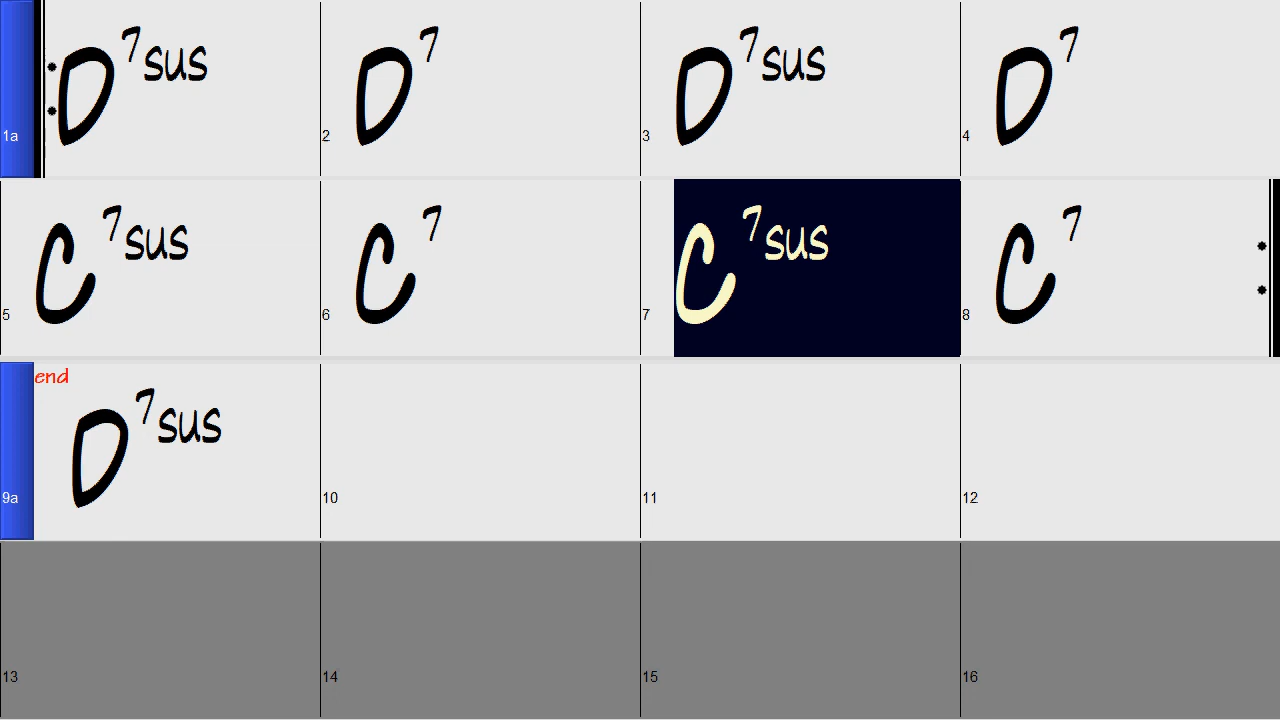 D7sus D7 D7sus D7
1a 2 3 4
C7sus C7 C7sus C7
5 6 7 8
end
D7sus
9a 10 11 12
13 14 15 16